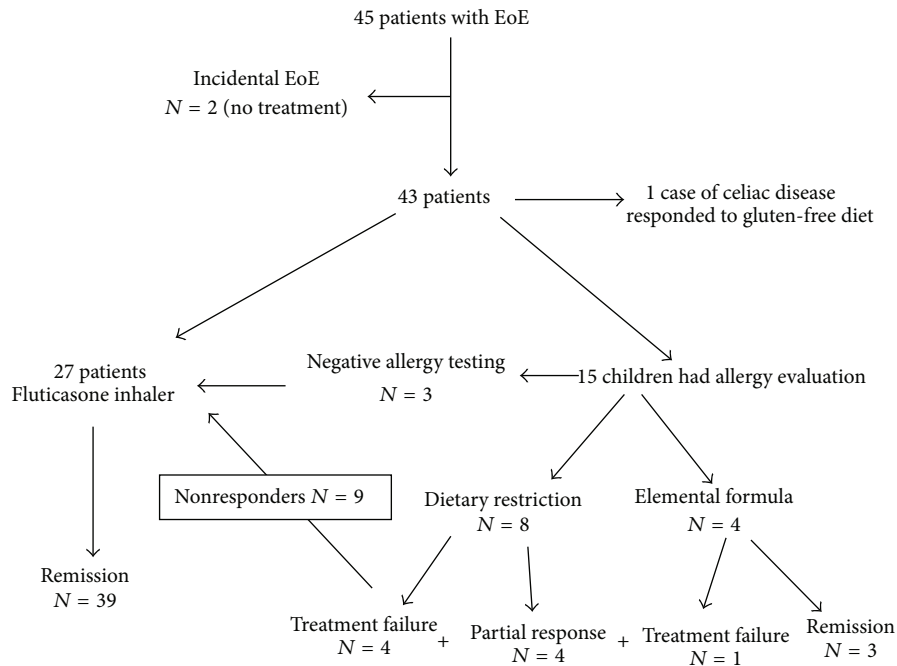 45 patients with EoE
Incidental EoE
N = 2 (no treatment)
43 patients
1 case of celiac disease
responded to gluten-free diet
27 patients
Fluticasone inhaler
Negative allergy testing
N = 3
15 children had allergy evaluation
Nonresponders N = 9
Dietary restriction
N = 8
Elemental formula
N = 4
Remission
N = 39
Treatment failure
N = 4
+
Partial response
N = 4
+
Treatment failure
N = 1
Remission
N = 3